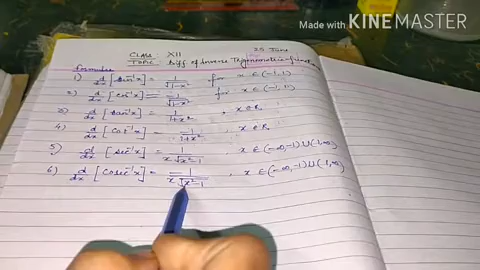 Made with KINEMASTER
CLASS: XII 25 June
TOPIC: Diff of Inverse Trigonometric function
Formulas
1) d/dx [sin⁻¹x] = 1/√(1-x²) for x ∈ (-1, 1)
2) d/dx [cos⁻¹x] = 1/√(1-x²) for x ∈ (-1, 1)
3) d/dx [tan⁻¹x] = 1/(1+x²), x ∈ R,
4) d/dx [cot⁻¹x] = 1/(1+x²), x ∈ R,
5) d/dx [sec⁻¹x] = 1/(x√(x²-1)), x ∈ (-∞, -1) ∪ (1, ∞)
6) d/dx [cosec⁻¹x] = 1/(x√(x²-1)), x ∈ (-∞, -1) ∪ (1, ∞)